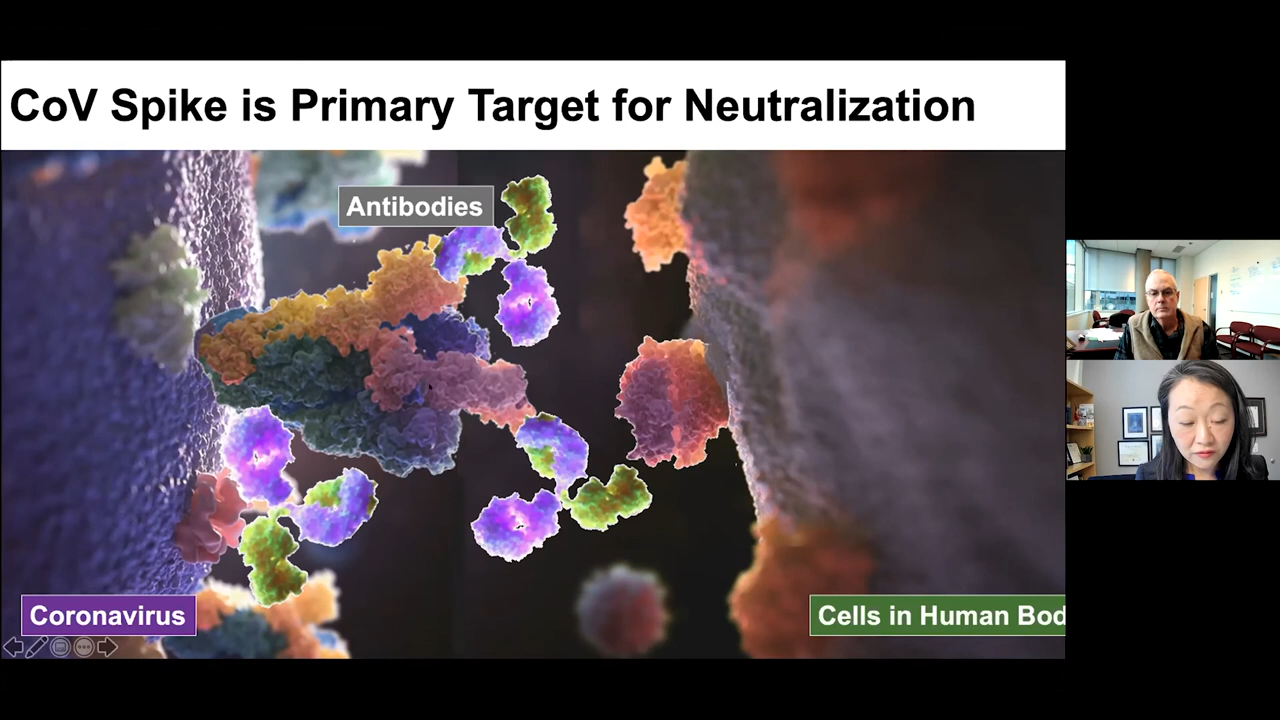 CoV Spike is Primary Target for Neutralization
Antibodies
Coronavirus
Cells in Human Bod